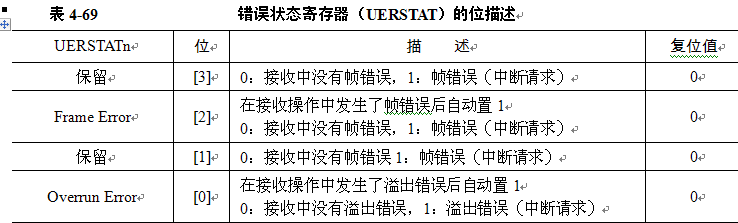 表 4-69 错误状态寄存器（UERSTAT）的位描述
UERSTATn 位 描 述 复位值
保留 [3] 0：接收中没有帧错误，1：帧错误（中断请求） 0
Frame Error [2] 在接收操作中发生了帧错误后自动置 1
0：接收中没有帧错误，1：帧错误（中断请求） 0
保留 [1] 0：接收中没有帧错误 1：帧错误（中断请求） 0
Overrun Error [0] 在接收操作中发生了溢出错误后自动置 1
0：接收中没有溢出错误，1：溢出错误（中断请求） 0